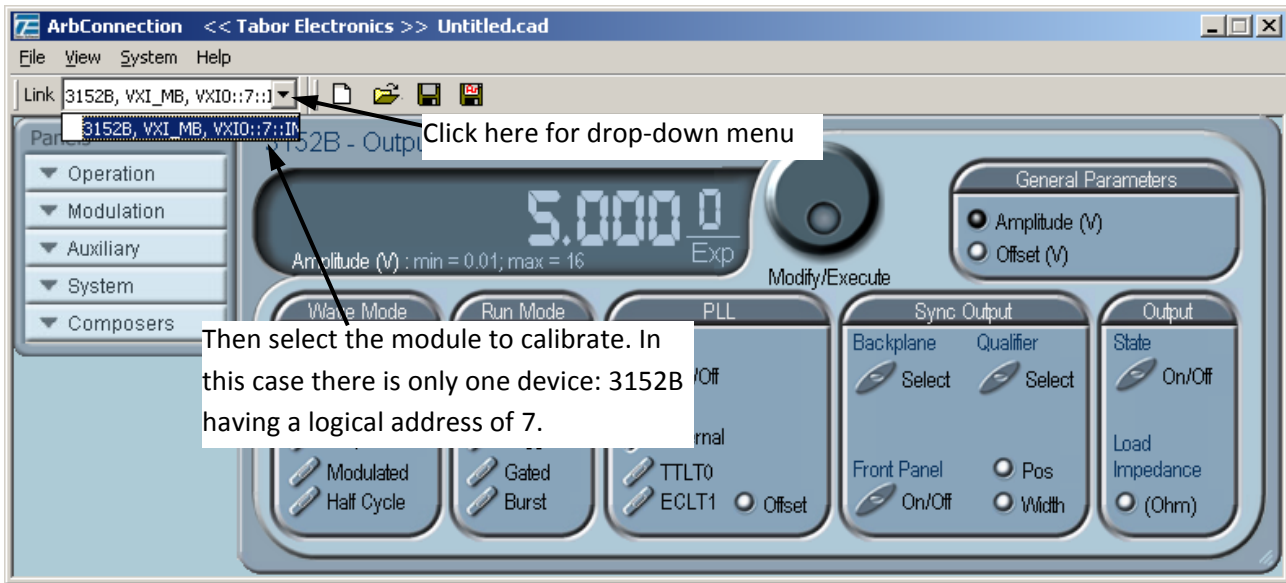 ArbConnection << Tabor Electronics >> Untitled.cad
File View System Help
Link 3152B, VXI_MB, VXI0::7::I
3152B, VXI_MB, VXI0::7::IN
Click here for drop-down menu
3152B - Outpu
Operation
Modulation
Auxiliary
System
Composers
5.000 0
Exp
Amplitude (V) : min = 0.01; max = 16
Modify/Execute
General Parameters
Amplitude (V)
Offset (V)
Then select the module to calibrate. In
this case there is only one device: 3152B
having a logical address of 7.
Wave Mode
Modulated
Half Cycle
Run Mode
Gated
Burst
PLL
/Off
TTLT0
ECLT1 Offset
Sync Output
Backplane Qualifier
Select Select
Front Panel Pos
On/Off Width
Output
State
On/Off
Load
Impedance
(Ohm)